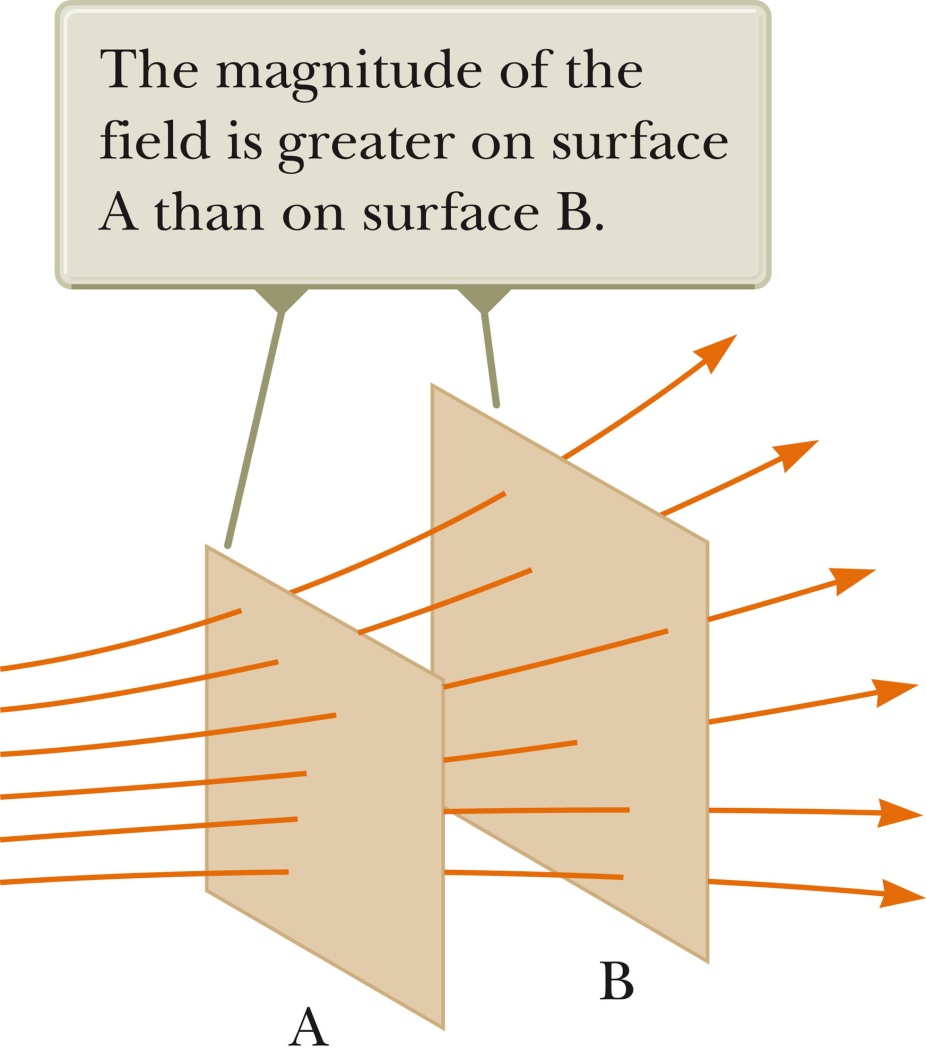 The magnitude of the
field is greater on surface
A than on surface B.
B
A